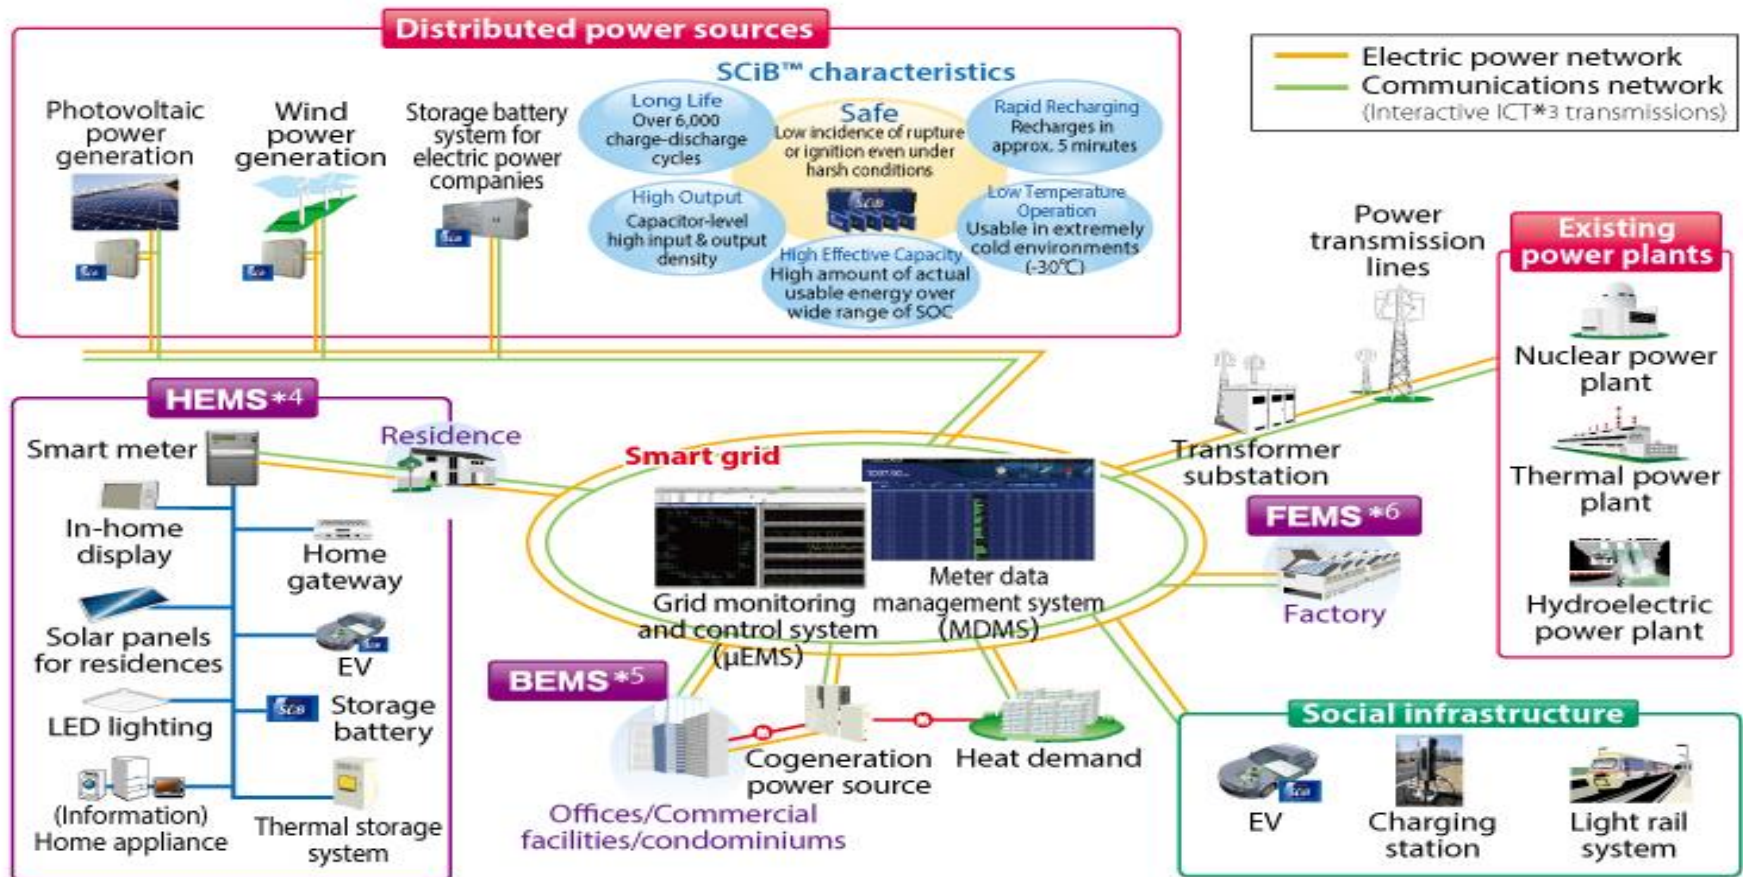 Distributed power sources
Photovoltaic
power
generation
Wind
power
generation
Storage battery
system for
electric power
companies
SCiB
SCiB
SCiB
SCiB™ characteristics
Long Life
Over 6,000
charge-discharge
cycles
Safe
Low incidence of rupture
or ignition even under
harsh conditions
SCiB
Rapid Recharging
Recharges in
approx. 5 minutes
High Output
Capacitor-level
high input & output
density
High Effective Capacity
High amount of actual
usable energy over
wide range of SOC
Low Temperature
Operation
Usable in extremely
cold environments
(-30℃)
Electric power network
Communications network
(Interactive ICT*3 transmissions)
Power
transmission
lines
Transformer
substation
Existing
power plants
Nuclear power
plant
Thermal power
plant
Hydroelectric
power plant
HEMS*4
Smart meter
Residence
In-home
display
Home
gateway
Solar panels
for residences
SCiB
EV
LED lighting
SCiB
Storage
battery
(Information)
Home appliance
Thermal storage
system
Smart grid
Grid monitoring
and control system
(μEMS)
Meter data
management system
(MDMS)
FEMS*6
Factory
BEMS*5
Offices/Commercial
facilities/condominiums
Cogeneration
power source
Heat demand
Social infrastructure
SCiB
EV
Charging
station
Light rail
system